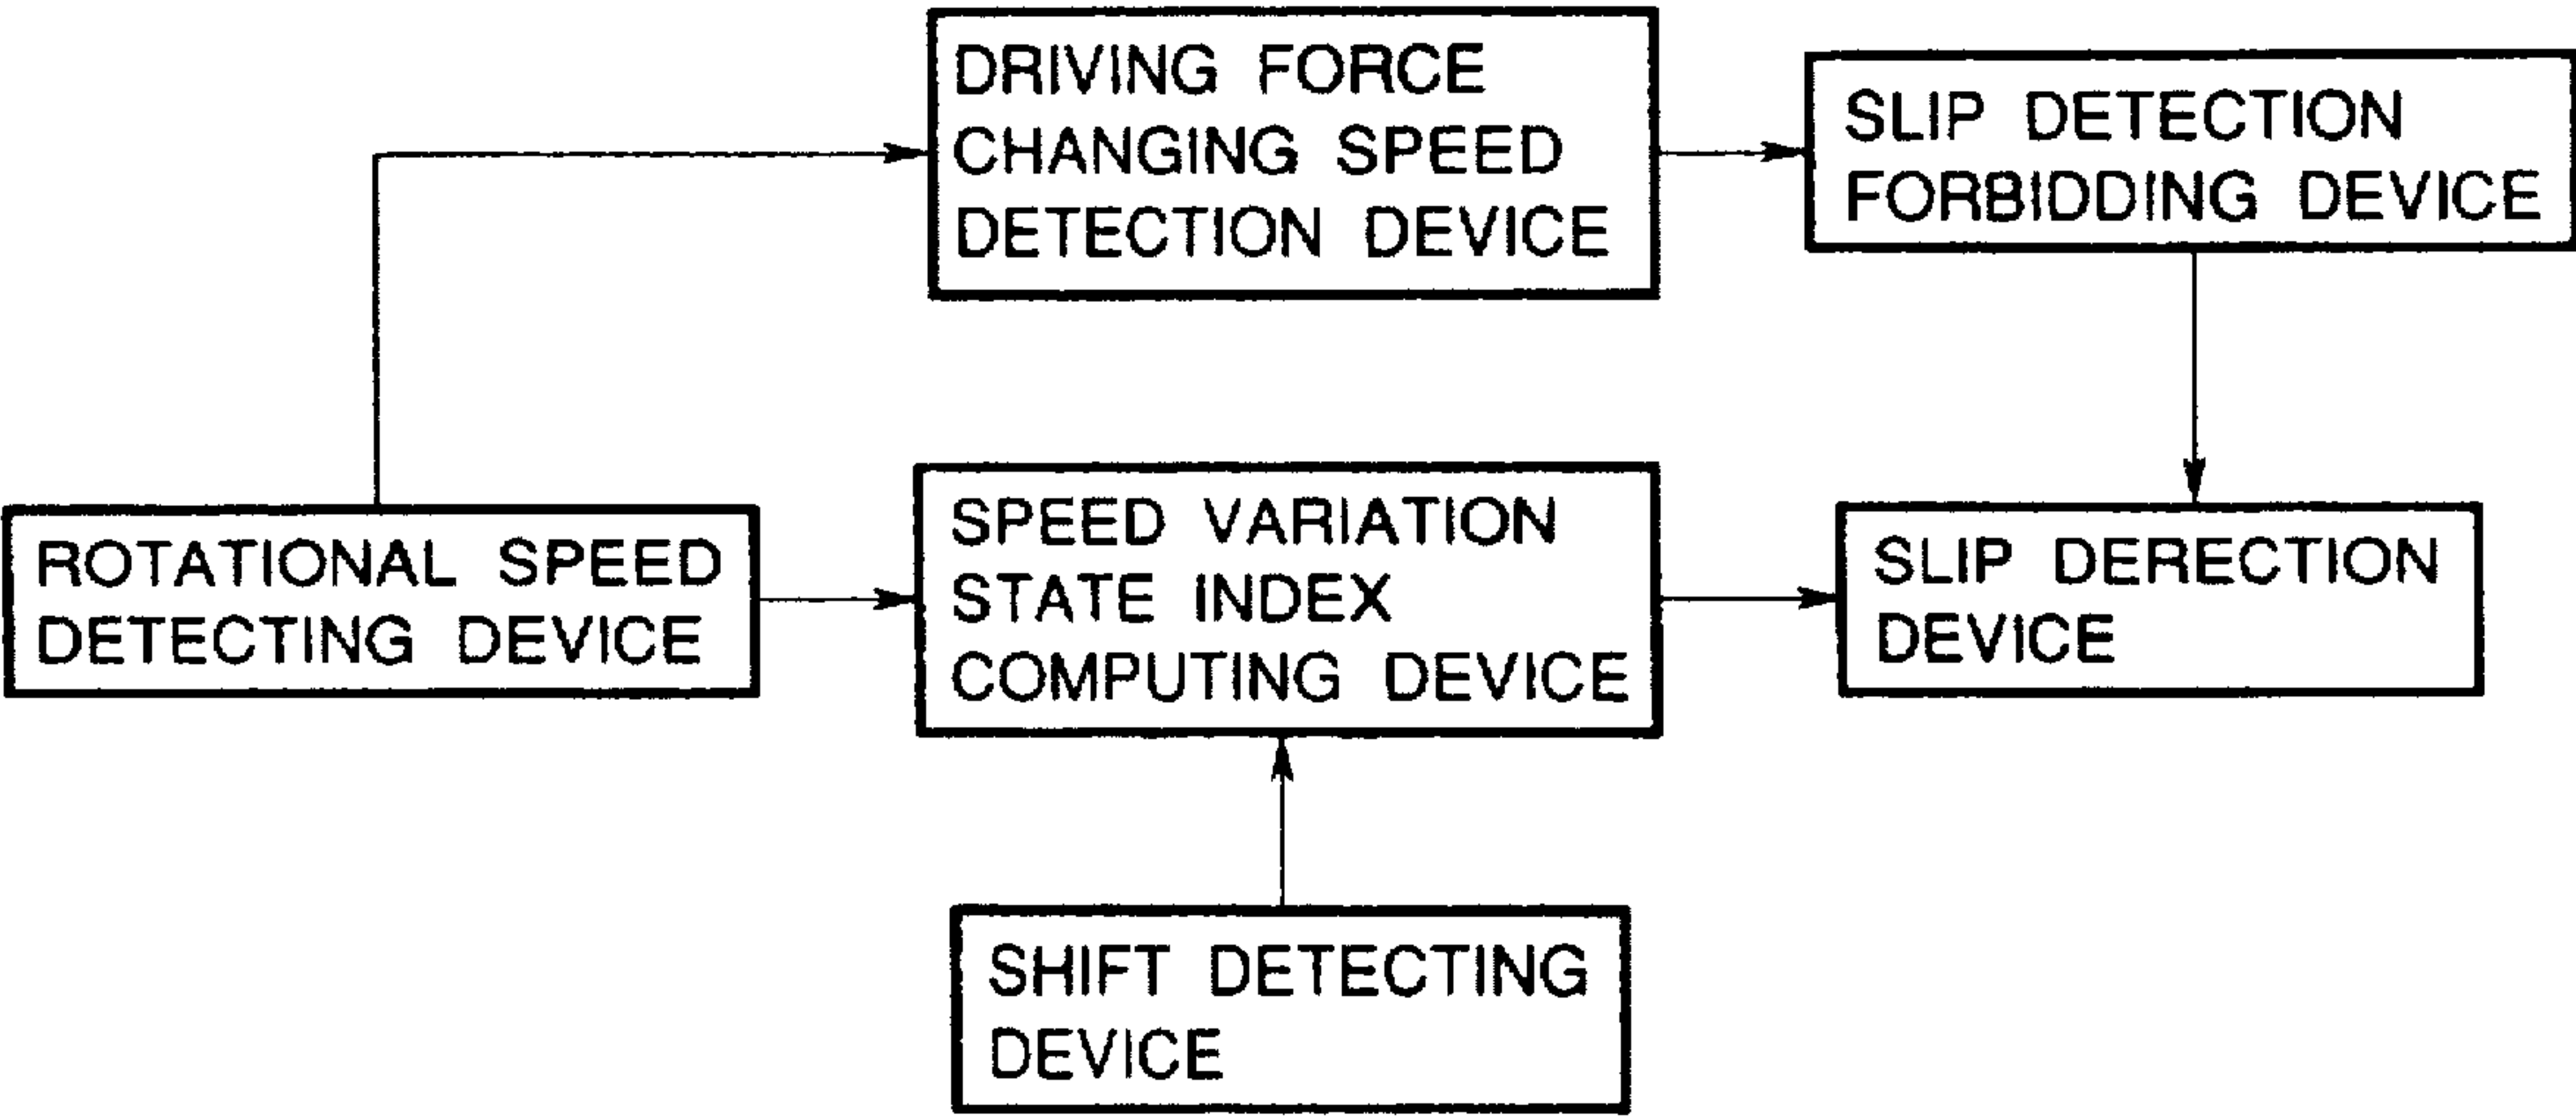 DRIVING FORCE
CHANGING SPEED
DETECTION DEVICE
SLIP DETECTION
FORBIDDING DEVICE
ROTATIONAL SPEED
DETECTING DEVICE
SPEED VARIATION
STATE INDEX
COMPUTING DEVICE
SLIP DERECTION
DEVICE
SHIFT DETECTING
DEVICE